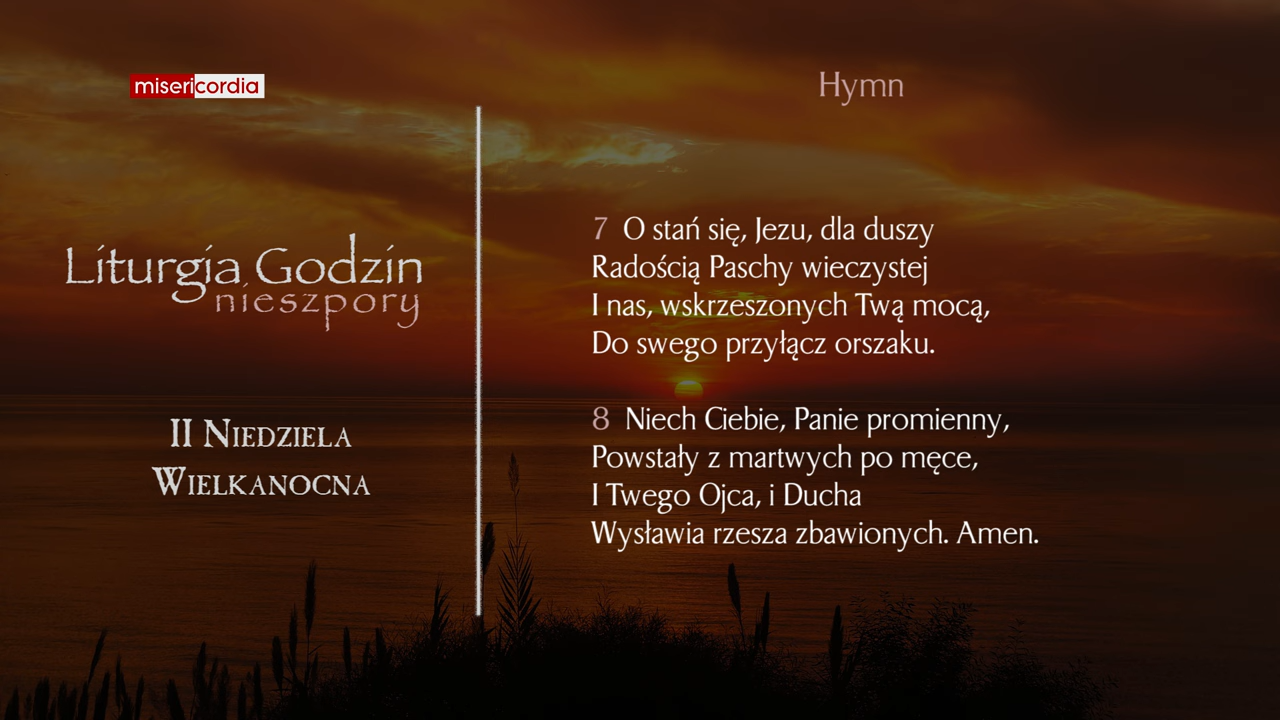 misericordia
Liturgia Godzin
nieszpory
II Niedziela
Wielkanocna
Hymn
7 O stań się, Jezu, dla duszy
Radością Paschy wieczystej
I nas, wskrzeszonych Twą mocą,
Do swego przyłącz orszaku.
8 Niech Ciebie, Panie promienny,
Powstały z martwych po męce,
I Twego Ojca, i Ducha
Wysławia rzesza zbawionych. Amen.